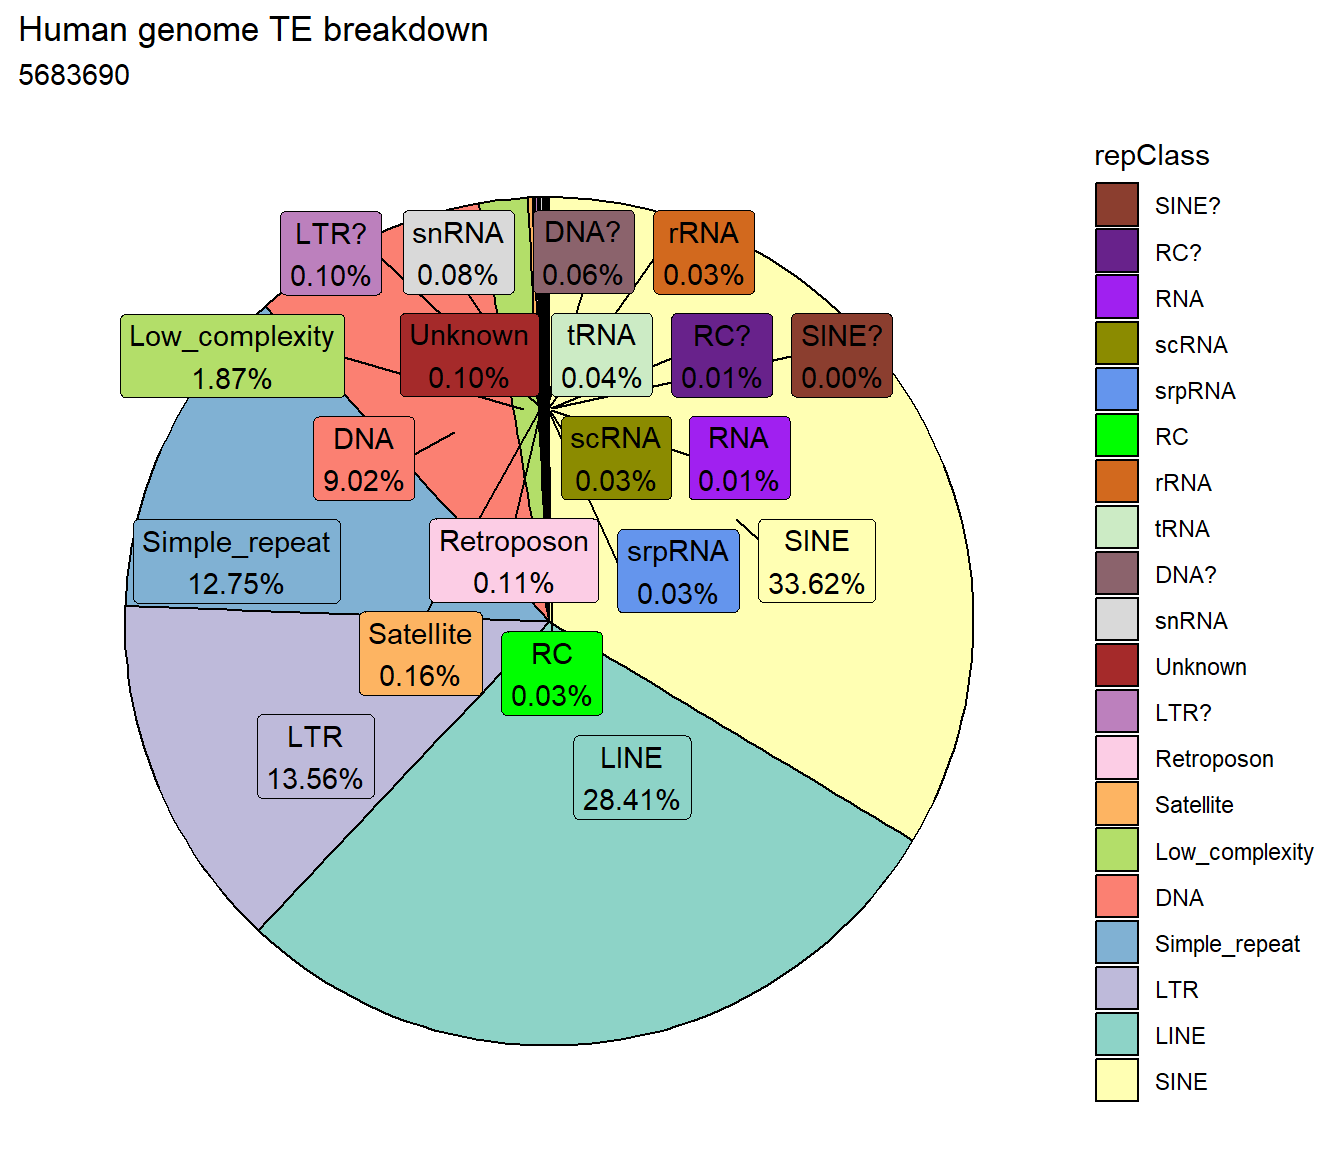 Human genome TE breakdown
5683690
LTR?
0.10%
snRNA
0.08%
DNA?
0.06%
rRNA
0.03%
Low_complexity
1.87%
Unknown
0.10%
tRNA
0.04%
RC?
0.01%
SINE?
0.00%
DNA
9.02%
scRNA
0.03%
RNA
0.01%
Simple_repeat
12.75%
Retroposon
0.11%
srpRNA
0.03%
SINE
33.62%
Satellite
0.16%
RC
0.03%
LTR
13.56%
LINE
28.41%
repClass
SINE?
RC?
RNA
scRNA
srpRNA
RC
rRNA
tRNA
DNA?
snRNA
Unknown
LTR?
Retroposon
Satellite
Low_complexity
DNA
Simple_repeat
LTR
LINE
SINE